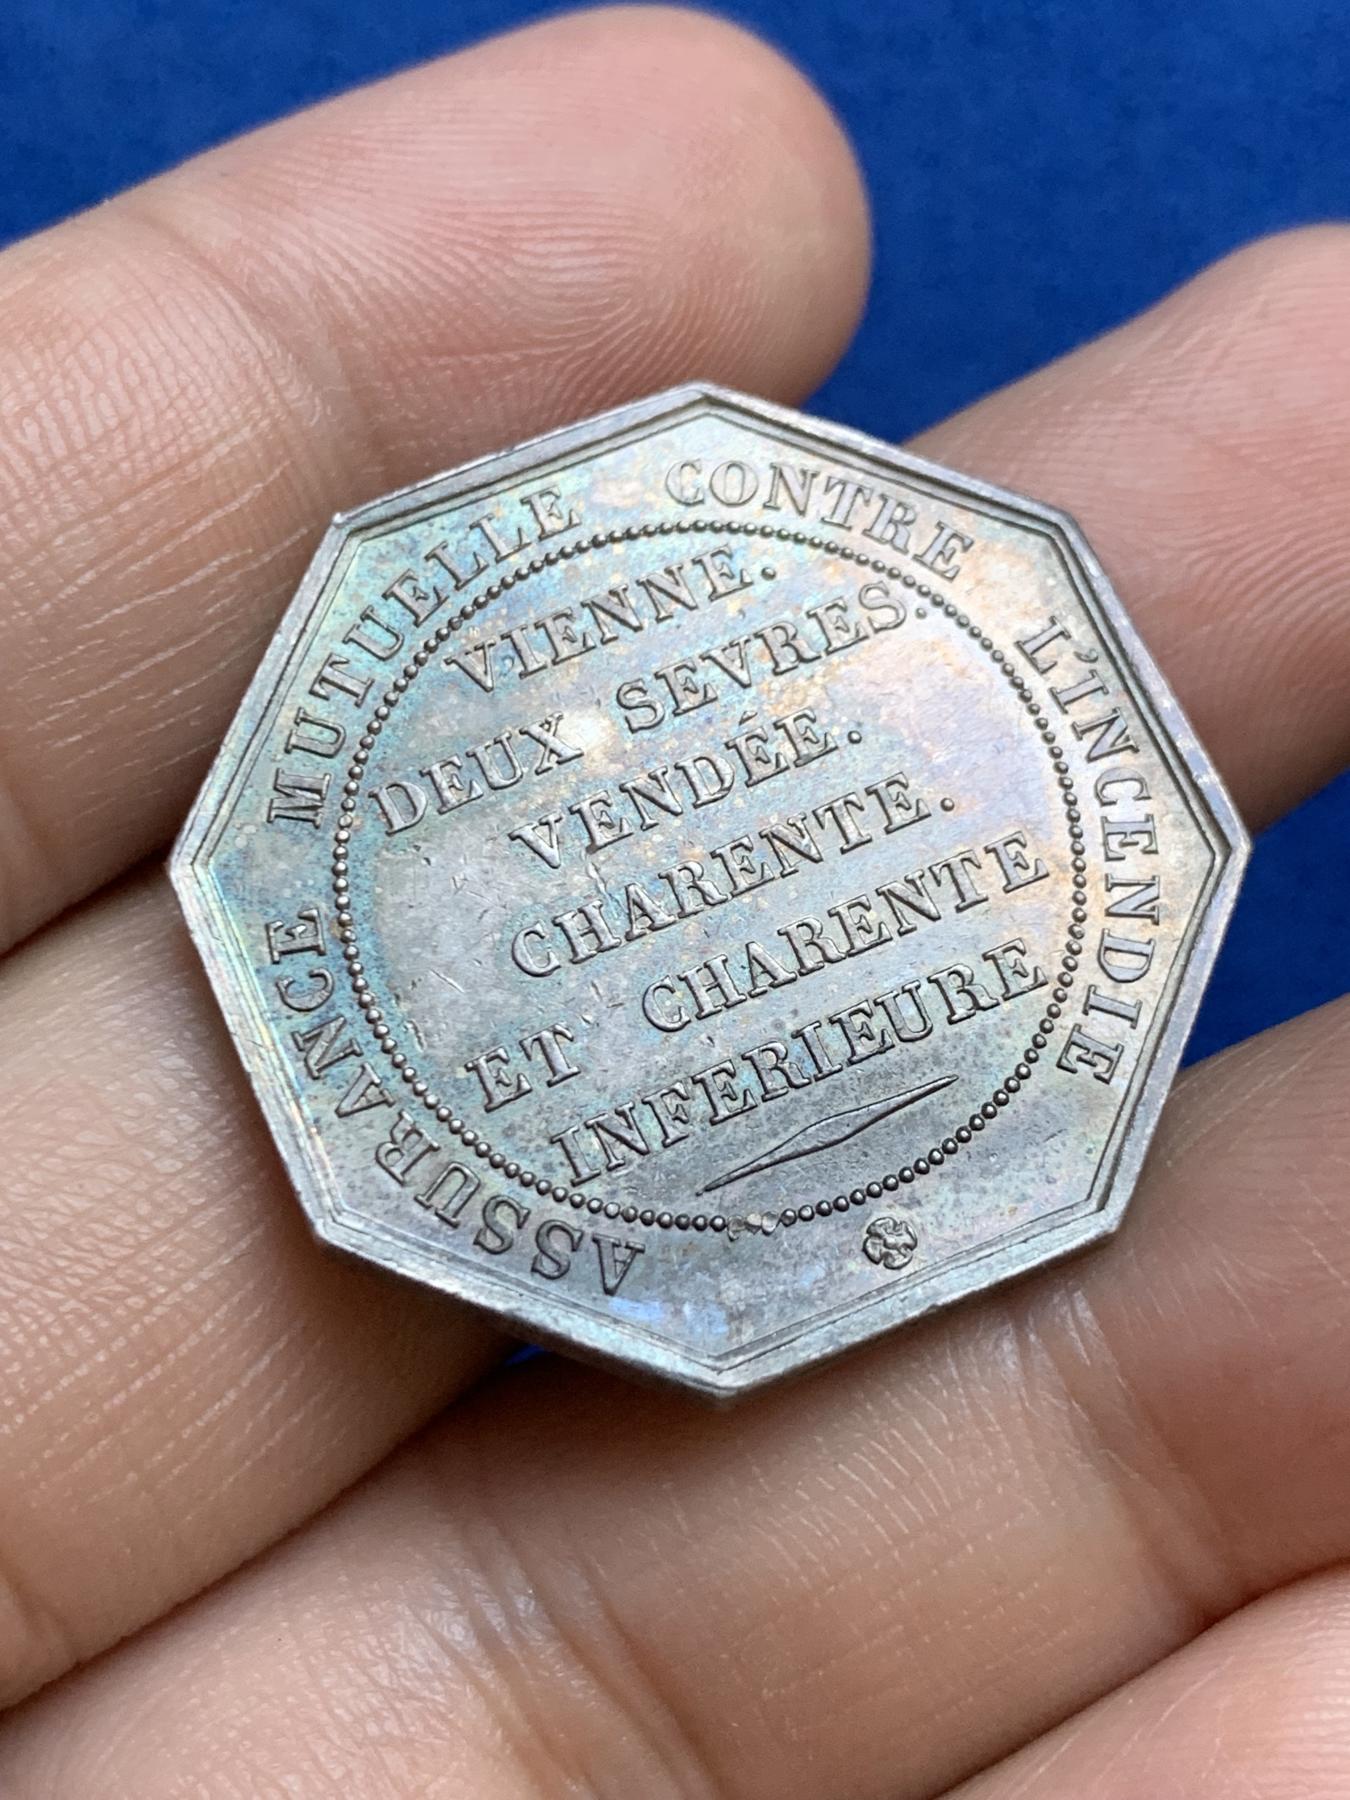 ASSURANCE MUTUELLE CONTRE L'INCENDIE
VIENNE.
DEUX SEVRES.
VENDÉE.
CHARENTE.
ET CHARENTE
INFERIEURE